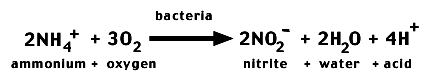 bacteria
2NH₄⁺ + 3O₂ → 2NO₂⁻ + 2H₂O + 4H⁺
ammonium + oxygen nitrite + water + acid